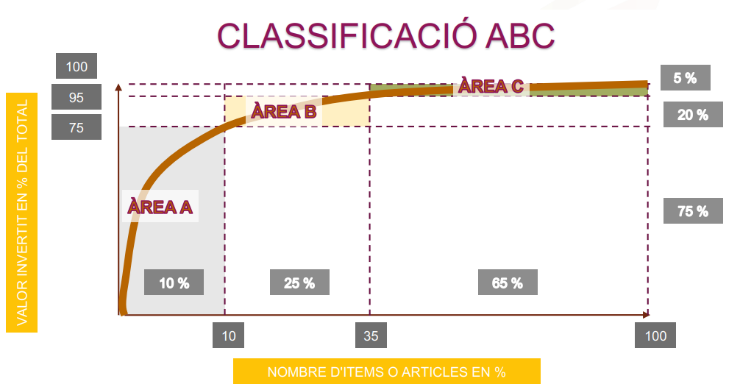 CLASSIFICACIÓ ABC
100
95
75
VALOR INVERTIT EN % DEL TOTAL
ÀREA A
ÀREA B
ÀREA C
5 %
20 %
75 %
10 %
25 %
65 %
10
35
100
NOMBRE D'ITEMS O ARTICLES EN %